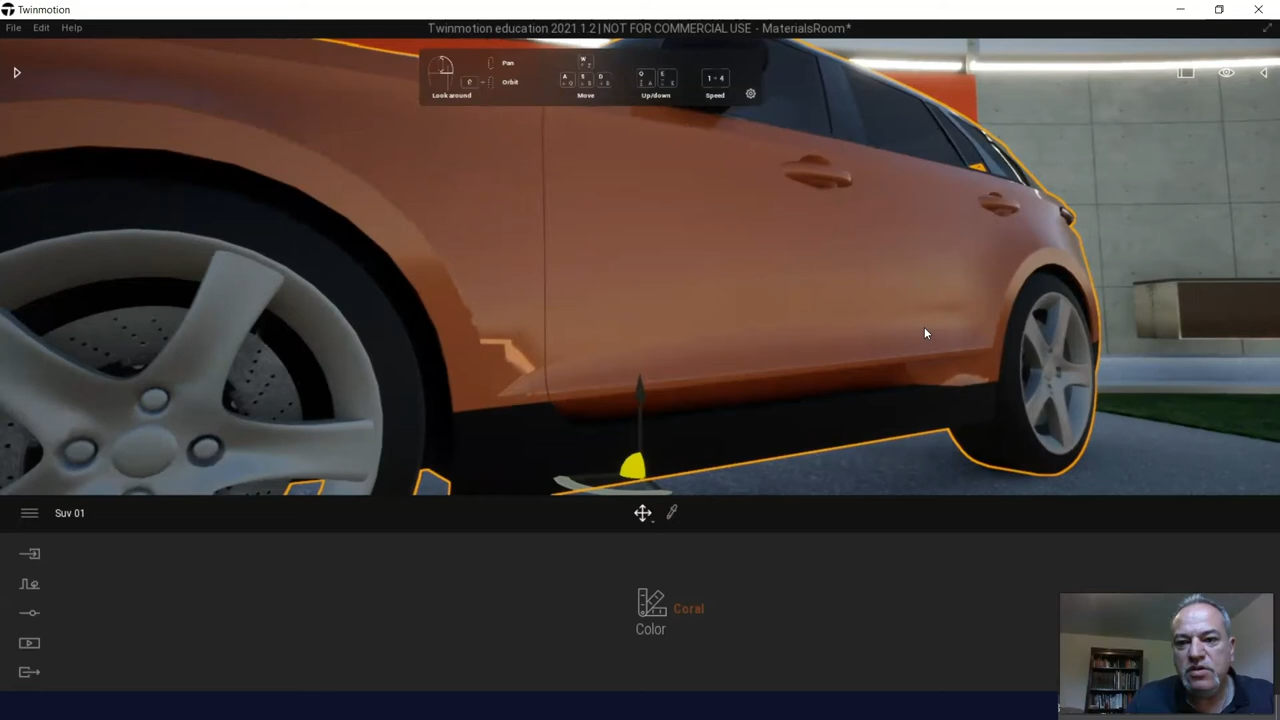 Twinmotion
File Edit Help
Twinmotion education 2021.1.2 | NOT FOR COMMERCIAL USE - MaterialsRoom*
Look around
Pan
Orbit
W
A S D
Move
Q E
Up/down
1 - 4
Speed
Suv 01
Coral
Color